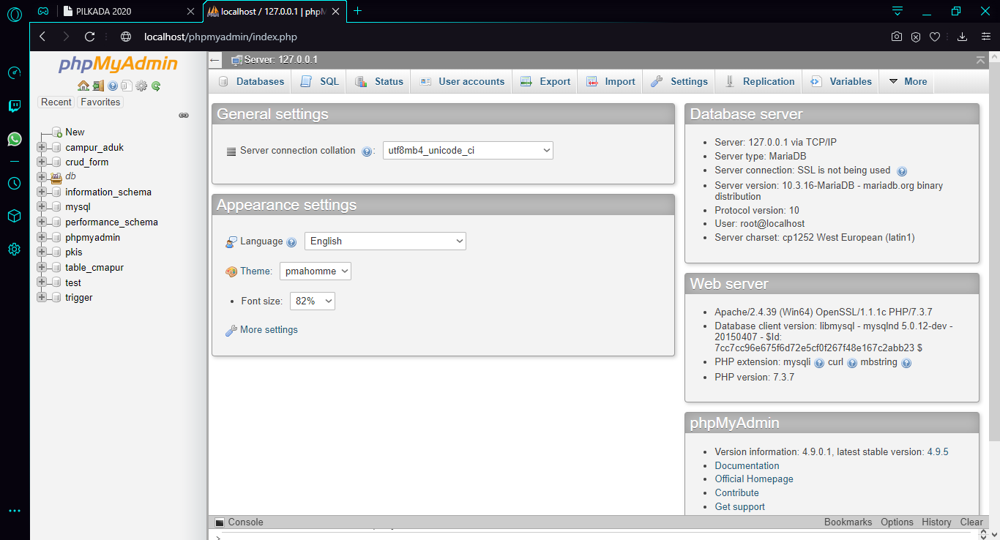 PILKADA 2020
localhost / 127.0.0.1 | phpM
localhost/phpmyadmin/index.php
phpMyAdmin
Recent Favorites
New
campur_aduk
crud_form
db
information_schema
mysql
performance_schema
phpmyadmin
pkis
table_cmapur
test
trigger
Server: 127.0.0.1
Databases SQL Status User accounts Export Import Settings Replication Variables More
General settings
Server connection collation :
utf8mb4_unicode_ci
Appearance settings
Language English
Theme: pmahomme
Font size: 82%
More settings
Database server
Server: 127.0.0.1 via TCP/IP
Server type: MariaDB
Server connection: SSL is not being used
Server version: 10.3.16-MariaDB - mariadb.org binary
distribution
Protocol version: 10
User: root@localhost
Server charset: cp1252 West European (latin1)
Web server
Apache/2.4.39 (Win64) OpenSSL/1.1.1c PHP/7.3.7
Database client version: libmysql - mysqlnd 5.0.12-dev -
20150407 - $Id:
7cc7cc96e675f6d72e5cf0f267f48e167c2abb23 $
PHP extension: mysqli curl mbstring
PHP version: 7.3.7
phpMyAdmin
Version information: 4.9.0.1, latest stable version: 4.9.5
Documentation
Official Homepage
Contribute
Get support
Console
Bookmarks Options History Clear
>